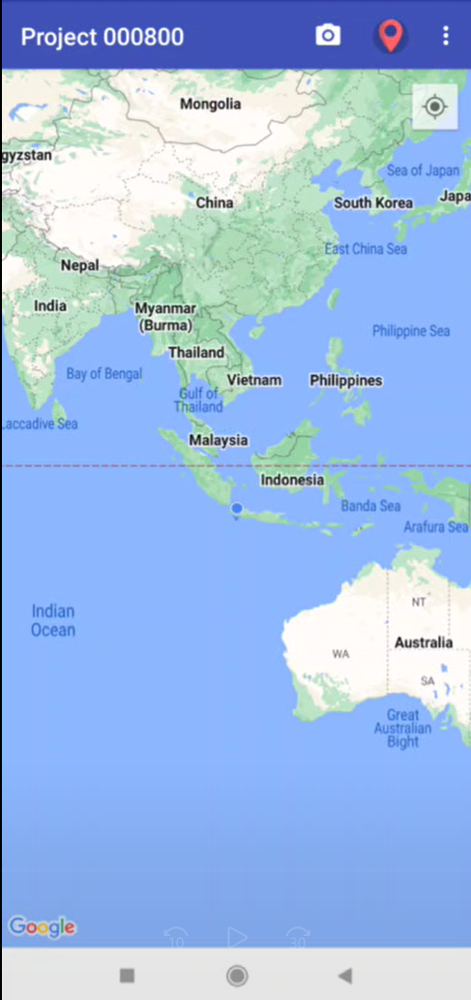 Project 000800
Mongolia
gyzstan
Sea of Japan
China
South Korea
Japa
East China Sea
Nepal
India
Myanmar
(Burma)
Philippine Sea
Thailand
Bay of Bengal
Vietnam
Philippines
Gulf of
Thailand
Laccadive Sea
Malaysia
Indonesia
Banda Sea
Arafura Sea
Indian
Ocean
NT
Australia
WA
SA
Great
Australian
Bight
Google
10
30